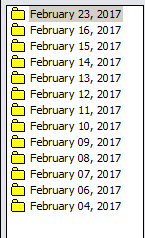 February 23, 2017
February 16, 2017
February 15, 2017
February 14, 2017
February 13, 2017
February 12, 2017
February 11, 2017
February 10, 2017
February 09, 2017
February 08, 2017
February 07, 2017
February 06, 2017
February 04, 2017